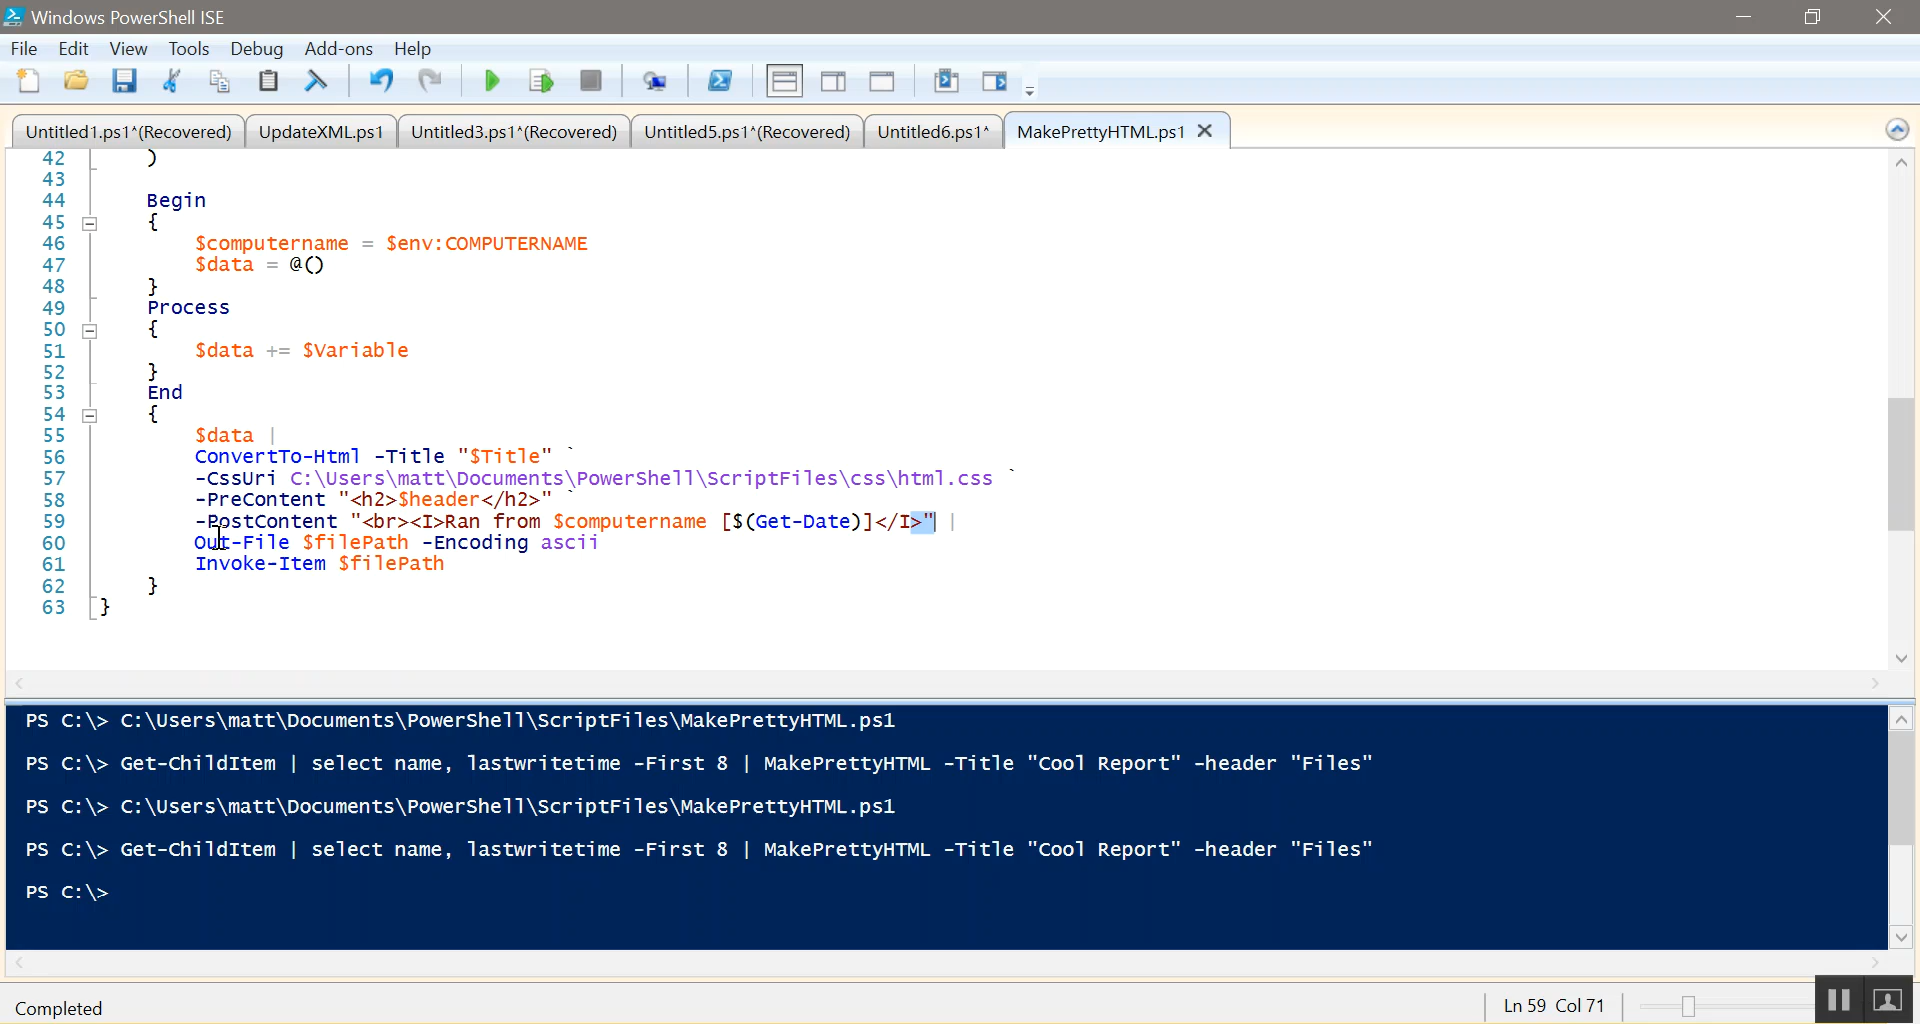 Windows PowerShell ISE
File Edit View Tools Debug Add-ons Help
Untitled1.ps1*(Recovered) UpdateXML.ps1 Untitled3.ps1*(Recovered) Untitled5.ps1*(Recovered) Untitled6.ps1* MakePrettyHTML.ps1
42 )
43
44 Begin
45 {
46 $computername = $env:COMPUTERNAME
47 $data = @()
48 }
49 Process
50 {
51 $data += $Variable
52 }
53 End
54 {
55 $data |
56 ConvertTo-Html -Title "$Title" `
57 -CssUri C:\Users\matt\Documents\PowerShell\ScriptFiles\css\html.css `
58 -PreContent "<h2>$header</h2>" `
59 -PostContent "<br><I>Ran from $computername [$(Get-Date)]</I>" |
60 Out-File $filePath -Encoding ascii
61 Invoke-Item $filePath
62 }
63 }
PS C:\> C:\Users\matt\Documents\PowerShell\ScriptFiles\MakePrettyHTML.ps1
PS C:\> Get-ChildItem | select name, lastwritetime -First 8 | MakePrettyHTML -Title "Cool Report" -header "Files"
PS C:\> C:\Users\matt\Documents\PowerShell\ScriptFiles\MakePrettyHTML.ps1
PS C:\> Get-ChildItem | select name, lastwritetime -First 8 | MakePrettyHTML -Title "Cool Report" -header "Files"
PS C:\>
Completed Ln 59 Col 71